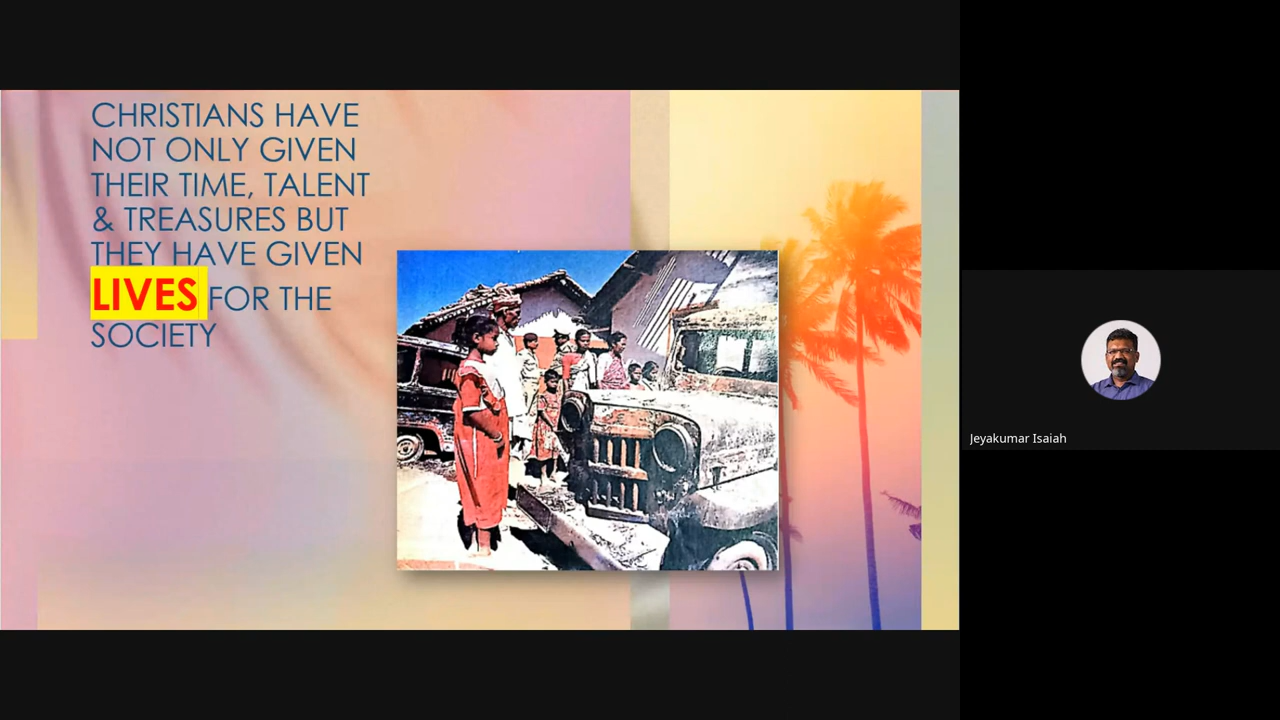 CHRISTIANS HAVE
NOT ONLY GIVEN
THEIR TIME, TALENT
& TREASURES BUT
THEY HAVE GIVEN
LIVES FOR THE
SOCIETY
Jeyakumar Isaiah